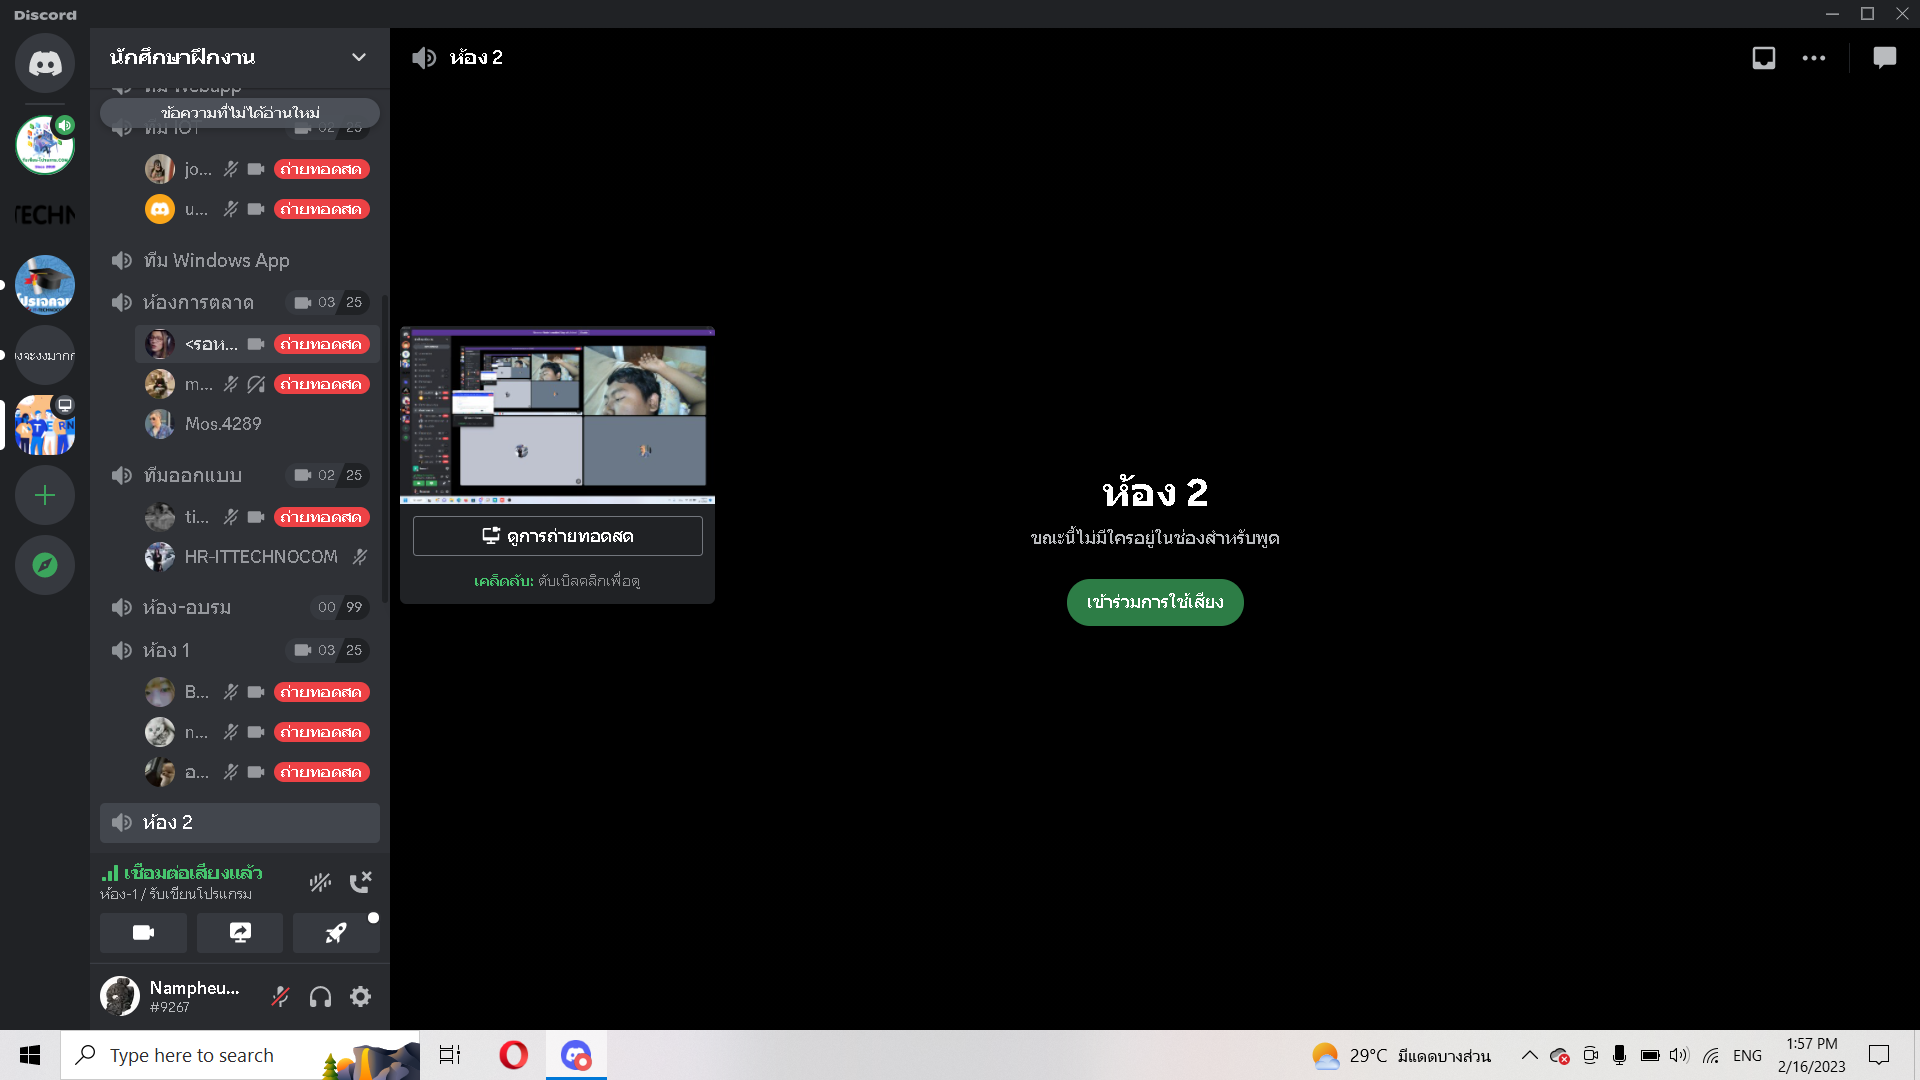 Discord
นักศึกษาฝึกงาน
ข้อความที่ไม่ได้อ่านใหม่
ทีม IOT
02 25
jo...
ถ่ายทอดสด
u...
ถ่ายทอดสด
ทีม Windows App
ห้องการตลาด
03 25
<รอห...
ถ่ายทอดสด
m...
ถ่ายทอดสด
Mos.4289
ทีมออกแบบ
02 25
ti...
ถ่ายทอดสด
HR-ITTECHNOCOM
ห้อง-อบรม
00 99
ห้อง 1
03 25
B...
ถ่ายทอดสด
n...
ถ่ายทอดสด
อ...
ถ่ายทอดสด
ห้อง 2
เชื่อมต่อเสียงแล้ว
ห้อง-1 / รับเขียนโปรแกรม
Nampheu...
#9267
ห้อง 2
ดูการถ่ายทอดสด
เคล็ดลับ: ดับเบิลคลิกเพื่อดู
ห้อง 2
ขณะนี้ไม่มีใครอยู่ในช่องสำหรับพูด
เข้าร่วมการใช้เสียง
Type here to search
29°C มีแดดบางส่วน
ENG
1:57 PM
2/16/2023